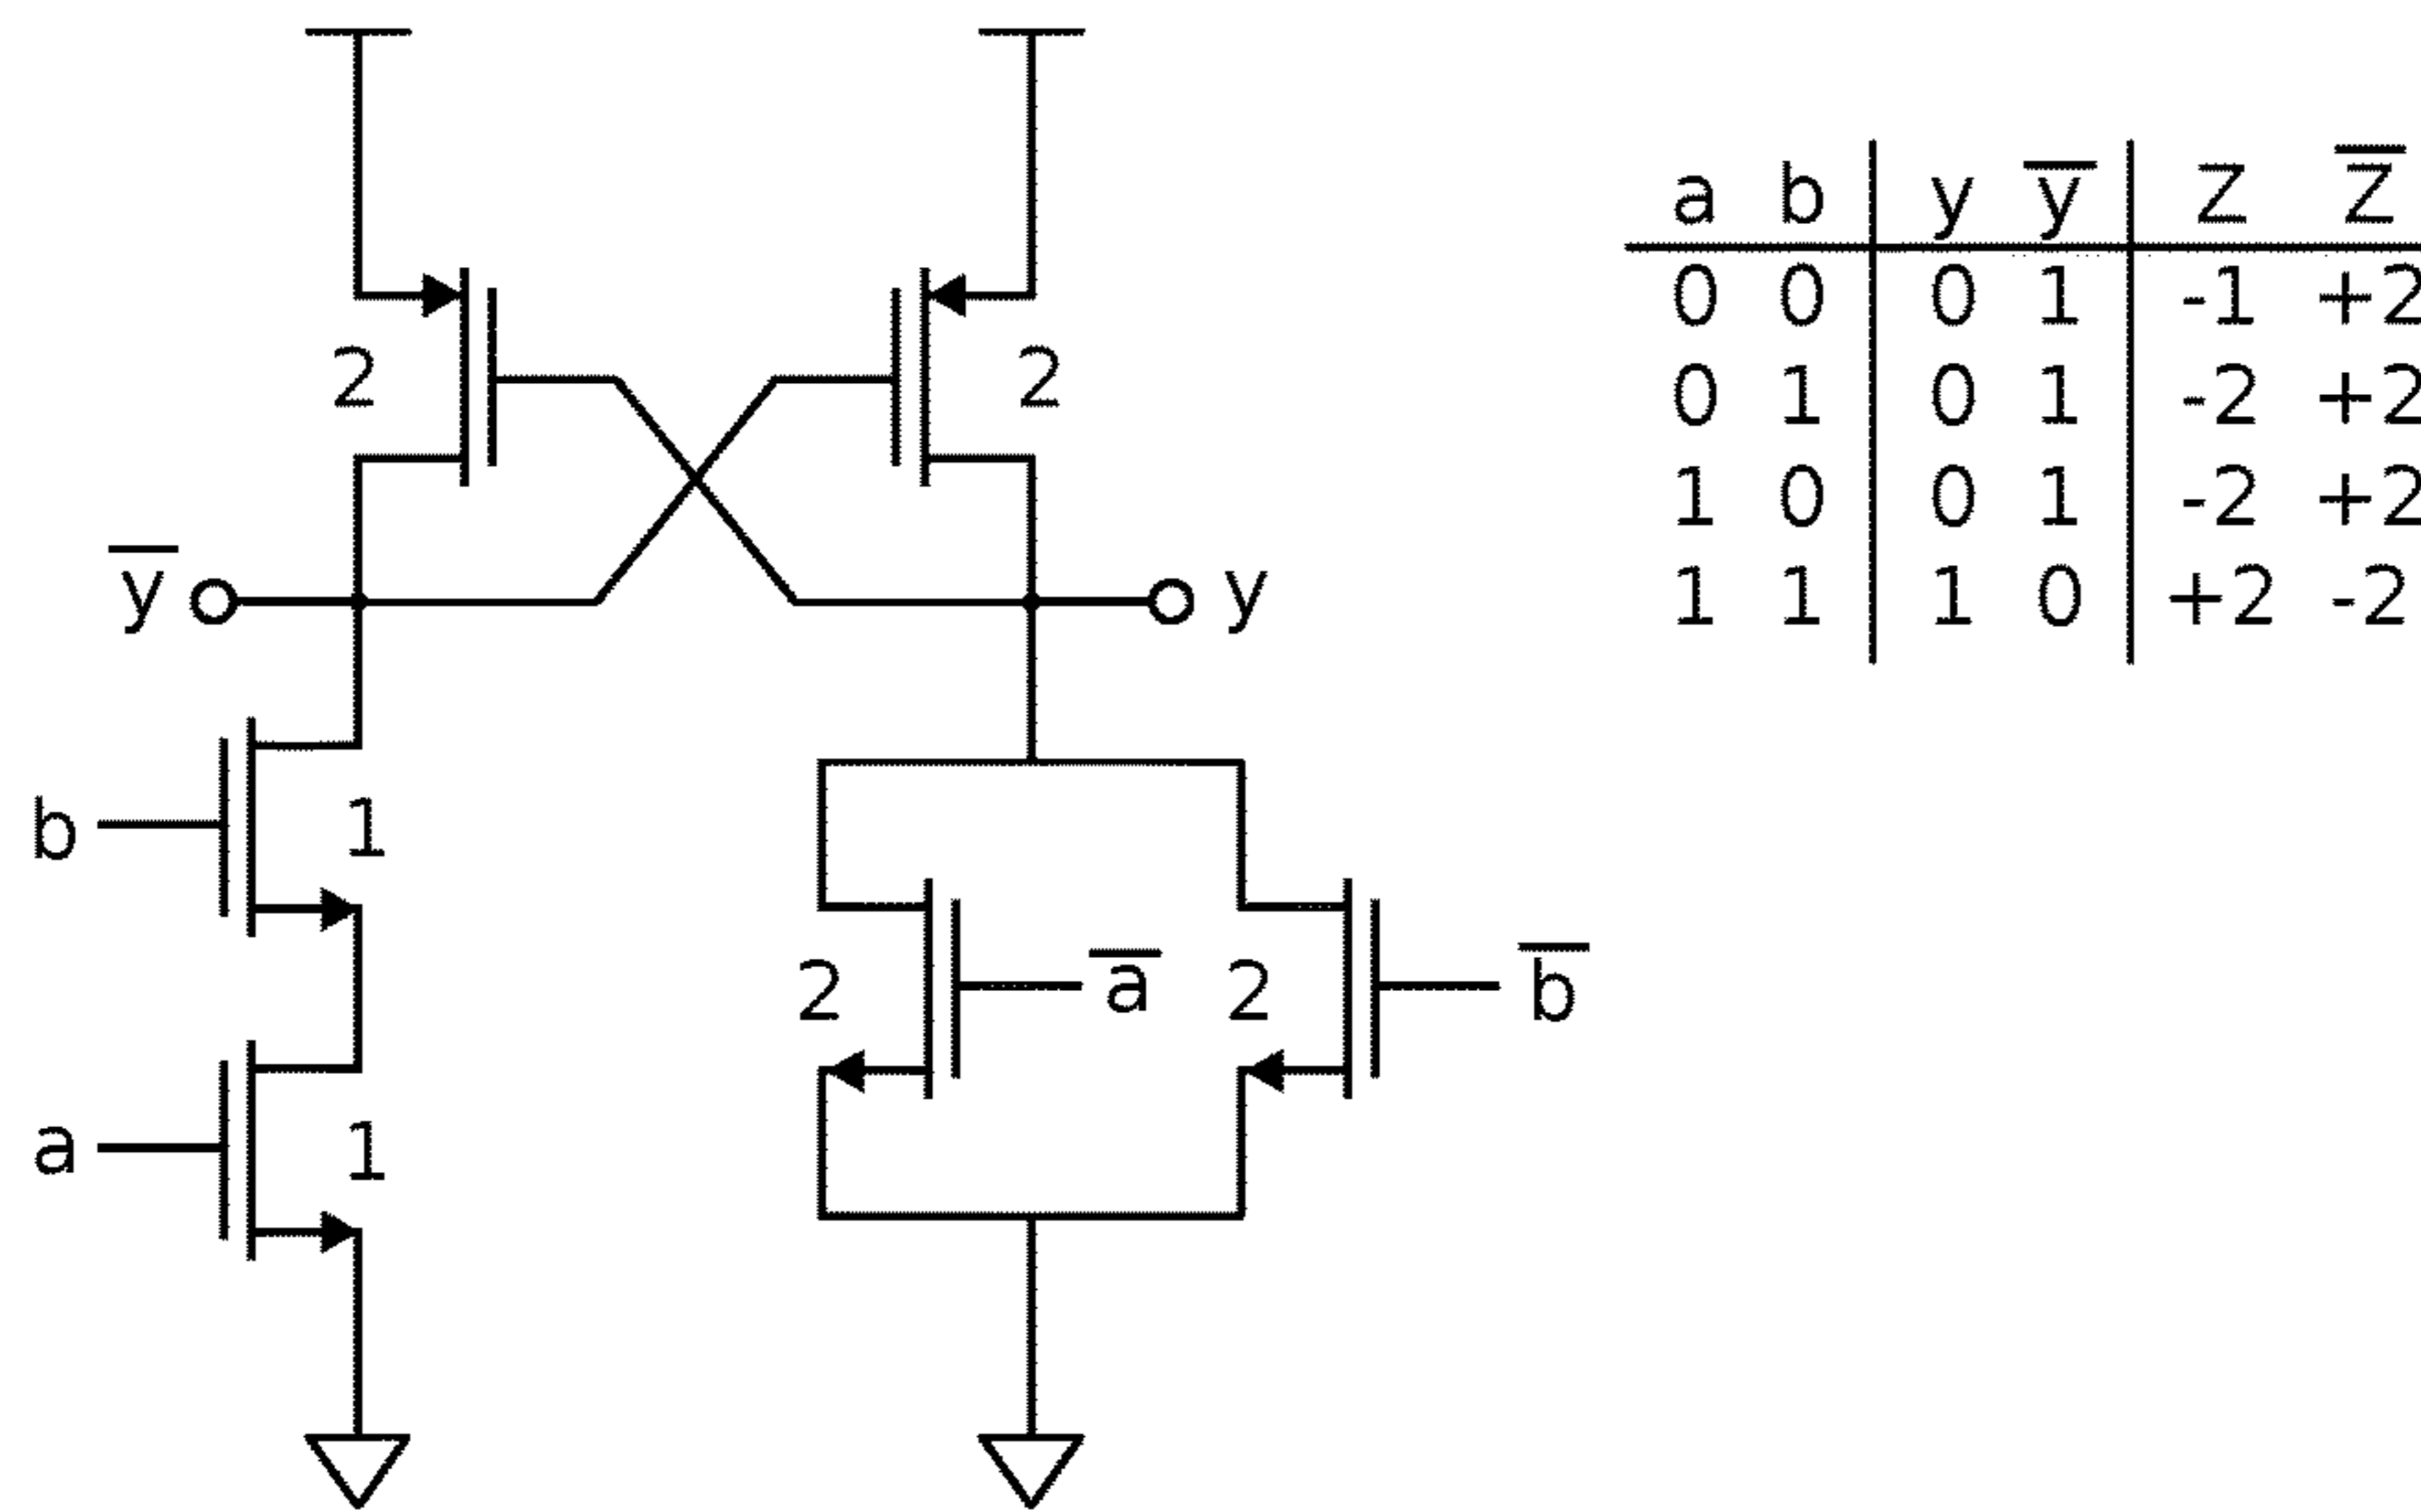 a b y y̅ Z Z̅
0 0 0 1 -1 +2
0 1 0 1 -2 +2
1 0 0 1 -2 +2
1 1 1 0 +2 -2
2 2
y̅ y
b 1
2 a̅ 2 b̅
a 1